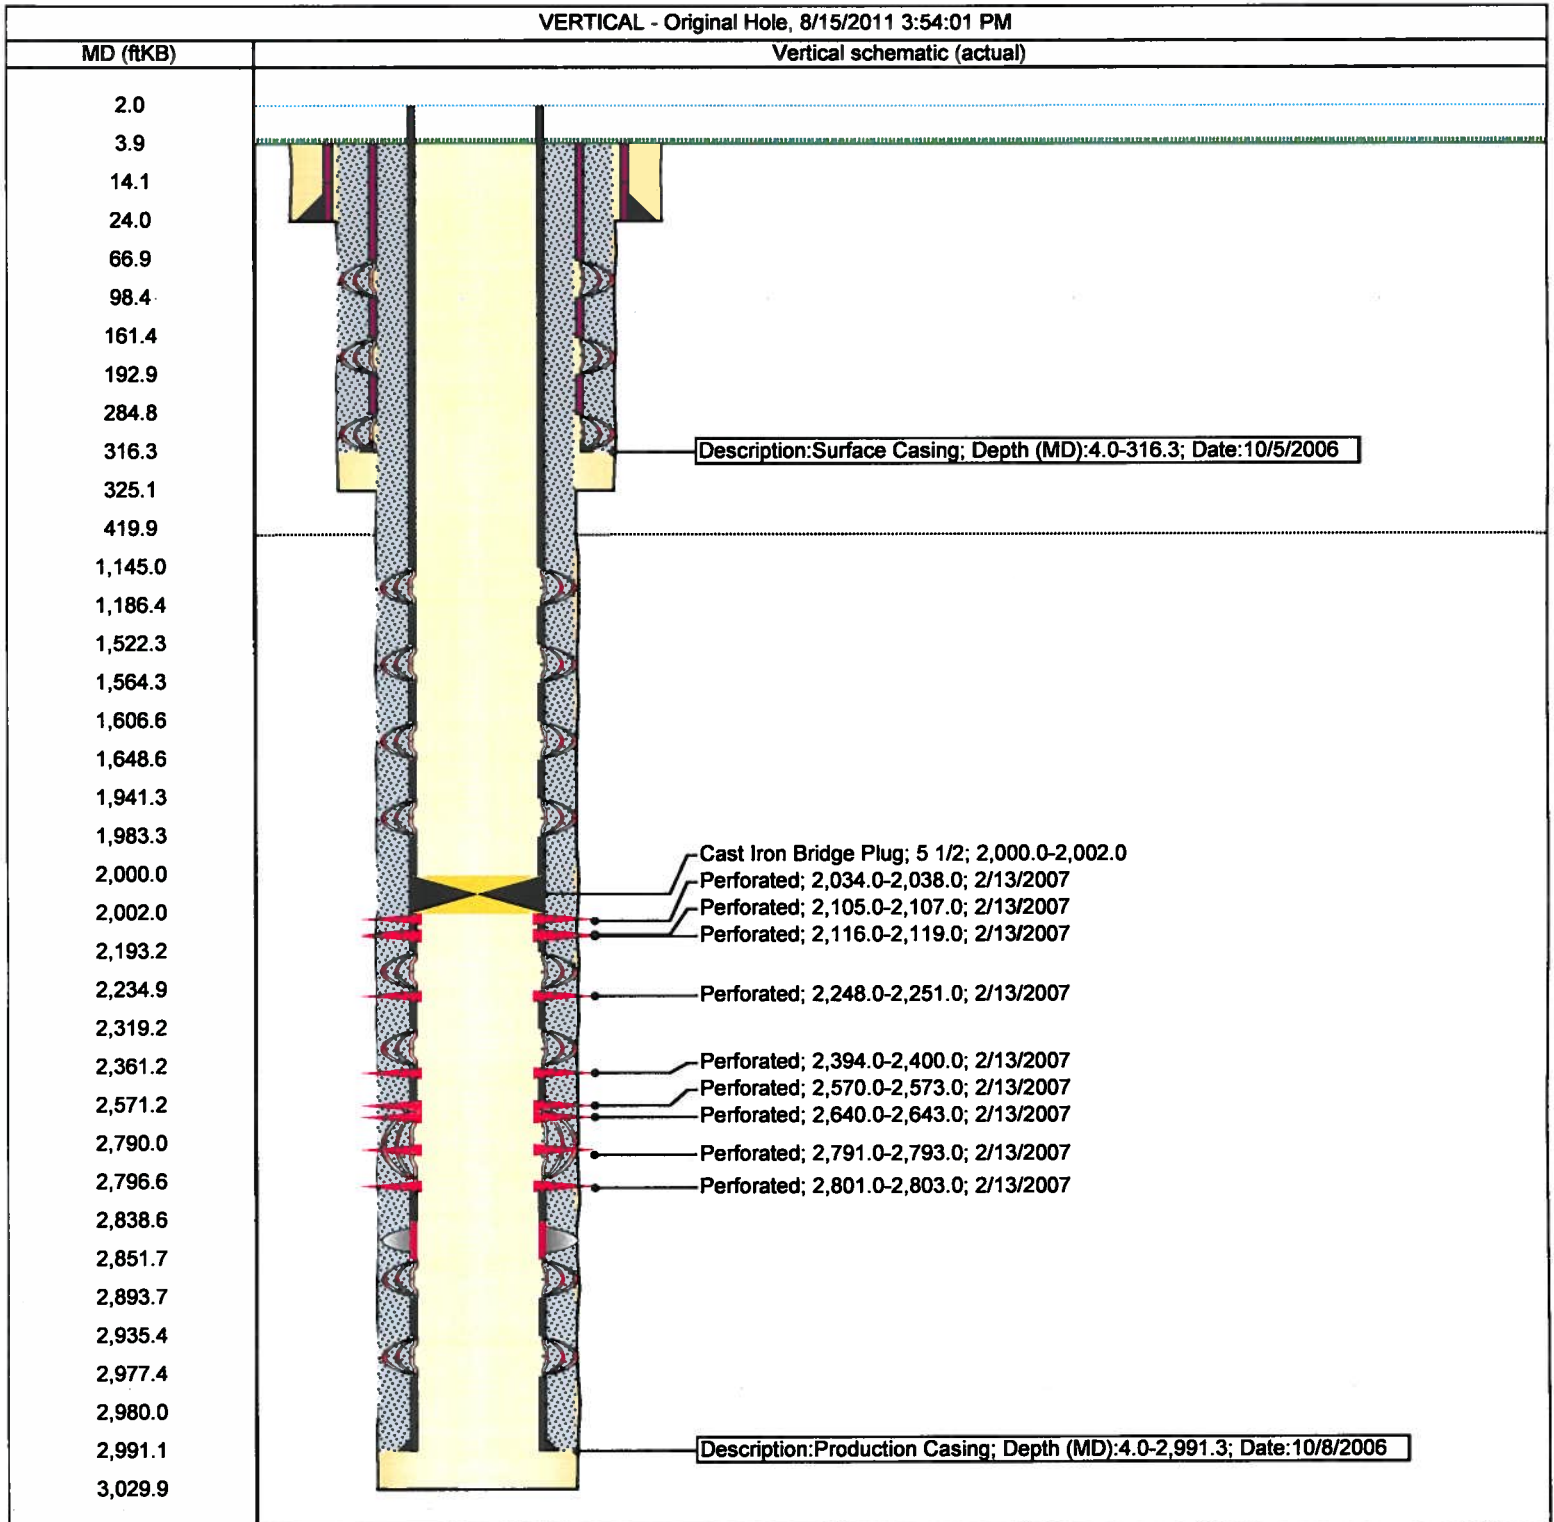 VERTICAL - Original Hole, 8/15/2011 3:54:01 PM
MD (ftKB)
Vertical schematic (actual)
2.0
3.9
14.1
24.0
66.9
98.4
161.4
192.9
284.8
316.3
Description:Surface Casing; Depth (MD):4.0-316.3; Date:10/5/2006
325.1
419.9
1,145.0
1,186.4
1,522.3
1,564.3
1,606.6
1,648.6
1,941.3
1,983.3
Cast Iron Bridge Plug; 5 1/2; 2,000.0-2,002.0
2,000.0
Perforated; 2,034.0-2,038.0; 2/13/2007
Perforated; 2,105.0-2,107.0; 2/13/2007
2,002.0
Perforated; 2,116.0-2,119.0; 2/13/2007
2,193.2
2,234.9
Perforated; 2,248.0-2,251.0; 2/13/2007
2,319.2
Perforated; 2,394.0-2,400.0; 2/13/2007
2,361.2
Perforated; 2,570.0-2,573.0; 2/13/2007
2,571.2
Perforated; 2,640.0-2,643.0; 2/13/2007
2,790.0
Perforated; 2,791.0-2,793.0; 2/13/2007
2,796.6
Perforated; 2,801.0-2,803.0; 2/13/2007
2,838.6
2,851.7
2,893.7
2,935.4
2,977.4
2,980.0
2,991.1
Description:Production Casing; Depth (MD):4.0-2,991.3; Date:10/8/2006
3,029.9